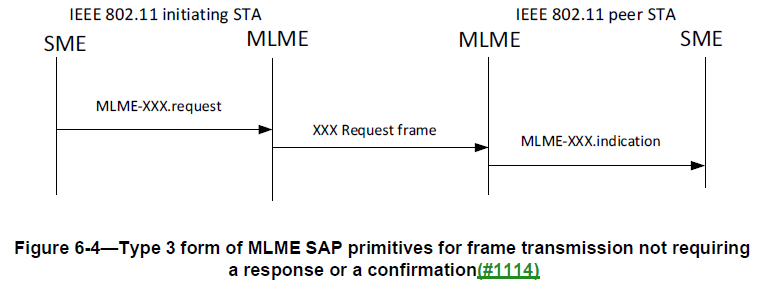 IEEE 802.11 initiating STA
IEEE 802.11 peer STA
SME
MLME
MLME
SME
MLME-XXX.request
XXX Request frame
MLME-XXX.indication
Figure 6-4—Type 3 form of MLME SAP primitives for frame transmission not requiring
a response or a confirmation(#1114)